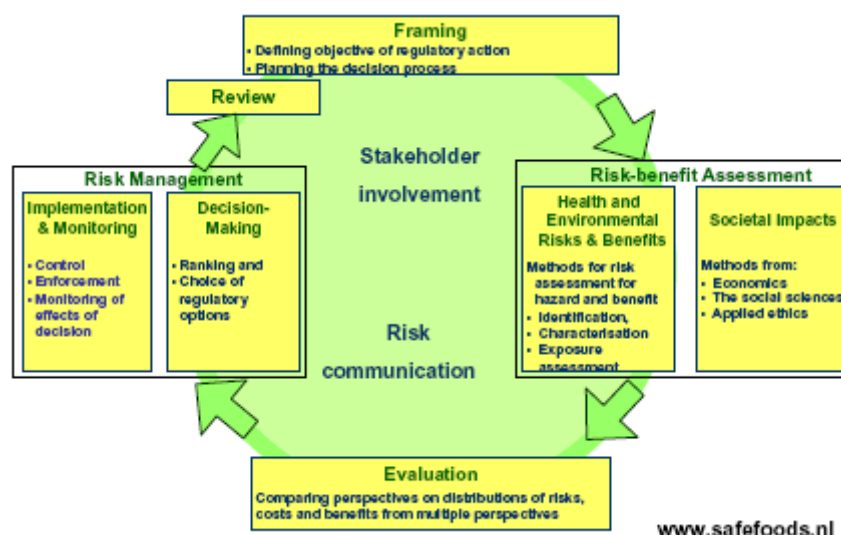 Framing
• Defining objective of regulatory action
• Planning the decision process
Review
Stakeholder
involvement
Risk Management
Implementation
& Monitoring
• Control
• Enforcement
• Monitoring of
effects of
decision
Decision-
Making
• Ranking and
• Choice of
regulatory
options
Risk-benefit Assessment
Health and
Environmental
Risks & Benefits
Methods for risk
assessment for
hazard and benefit
• Identification,
• Characterisation
• Exposure
assessment
Societal Impacts
Methods from:
• Economics
• The social sciences
• Applied ethics
Risk
communication
Evaluation
Comparing perspectives on distributions of risks,
costs and benefits from multiple perspectives
www.safefoods.nl